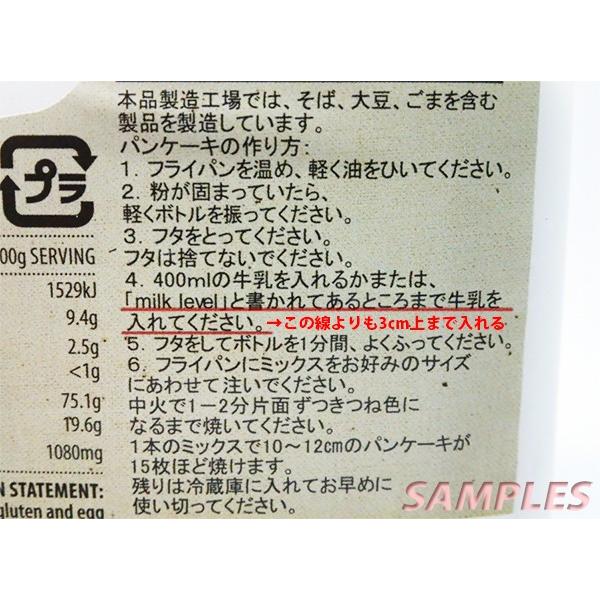 本品製造工場では、そば、大豆、ごまを含む
製品を製造しています。
パンケーキの作り方:
1. フライパンを温め、軽く油をひいてください。
2. 粉が固まっていたら、
軽くボトルを振ってください。
3. フタをとってください。
フタは捨てないでください。
4. 400mlの牛乳を入れるかまたは、
「milk level」と書かれてあるところまで牛乳を
入れてください。→この線よりも3cm上まで入れる
5. フタをしてボトルを1分間、よくふってください。
6. フライパンにミックスをお好みのサイズ
にあわせて注いでください。
中火で1－2分片面ずつきつね色に
なるまで焼いてください。
1本のミックスで10～12cmのパンケーキが
15枚ほど焼けます。
残りは冷蔵庫に入れてお早めに
使い切ってください。
プラ
00g SERVING
1529kJ
9.4g
2.5g
<1g
75.1g
19.6g
1080mg
N STATEMENT:
gluten and egg
SAMPLES